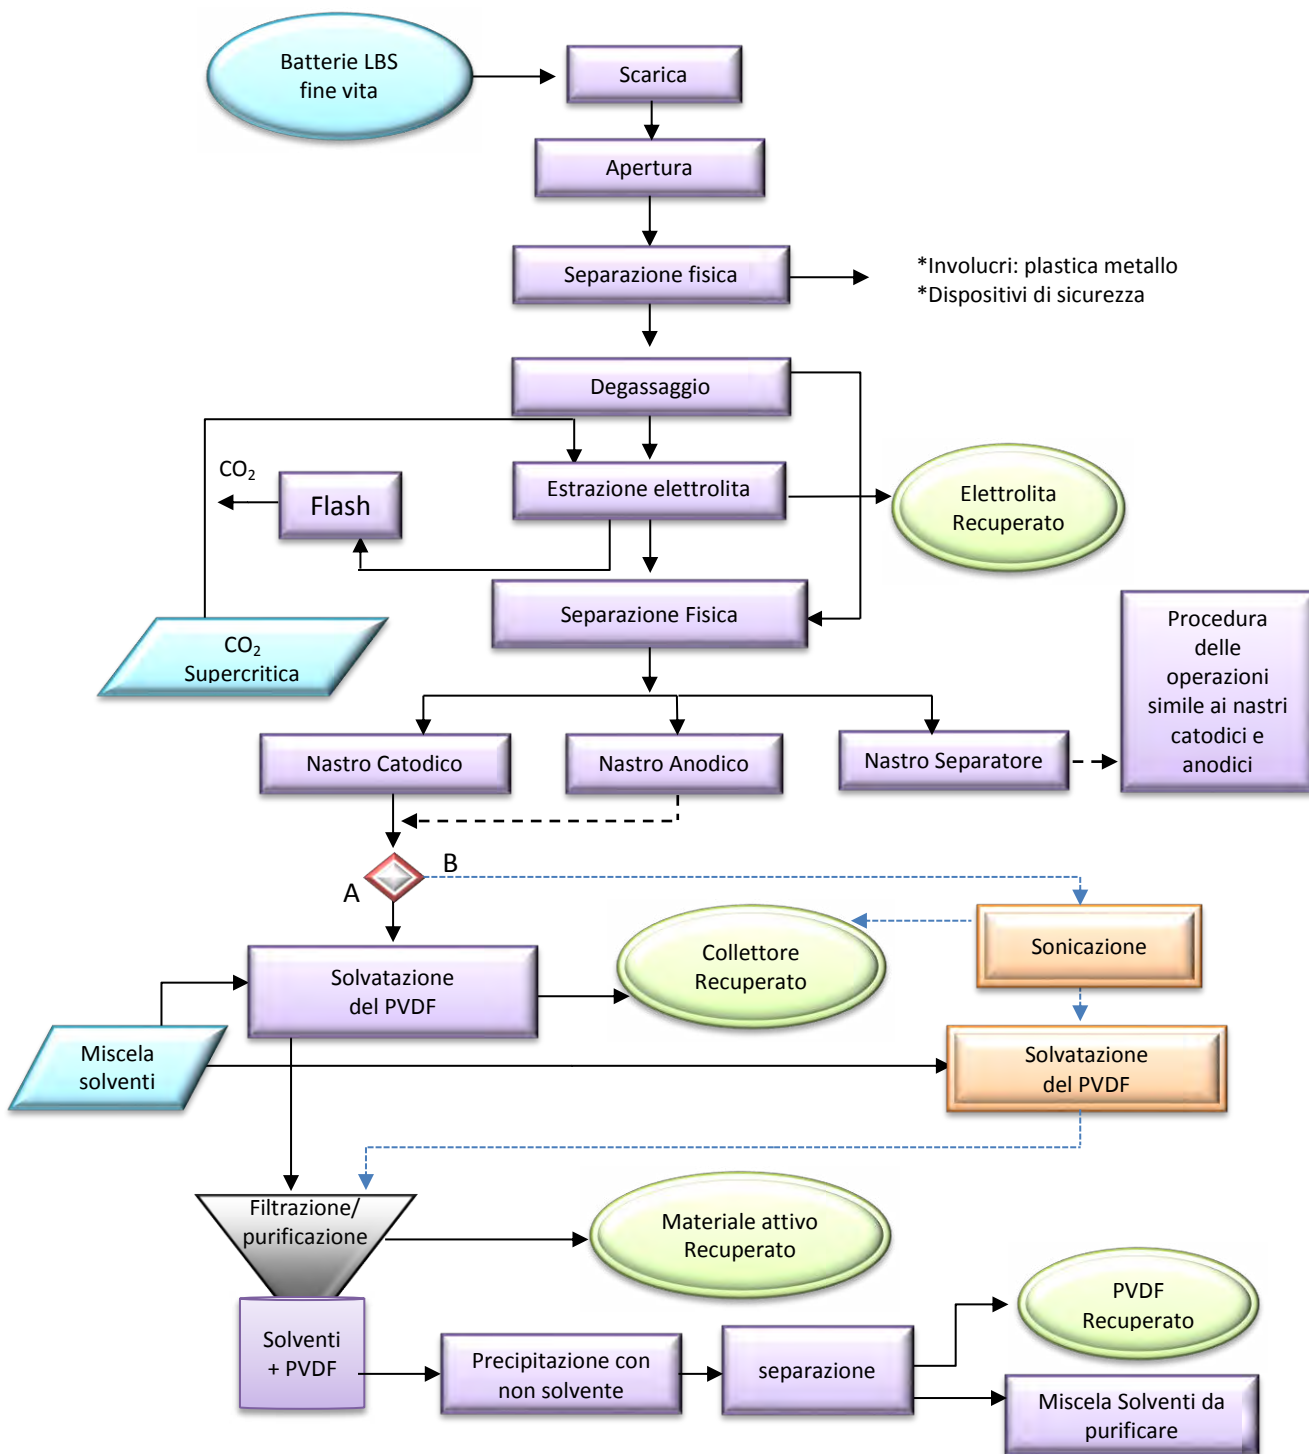 Batterie LBS
fine vita
Scarica
Apertura
Separazione fisica
*Involucri: plastica metallo
*Dispositivi di sicurezza
Degassaggio
CO₂
Flash
Estrazione elettrolita
Elettrolita
Recuperato
Separazione Fisica
CO₂
Supercritica
Procedura
delle
operazioni
simile ai nastri
catodici e
anodici
Nastro Catodico
Nastro Anodico
Nastro Separatore
A
B
Solvatazione
del PVDF
Collettore
Recuperato
Sonicazione
Miscela
solventi
Solvatazione
del PVDF
Filtrazione/
purificazione
Materiale attivo
Recuperato
Solventi
+ PVDF
Precipitazione con
non solvente
separazione
PVDF
Recuperato
Miscela Solventi da
purificare